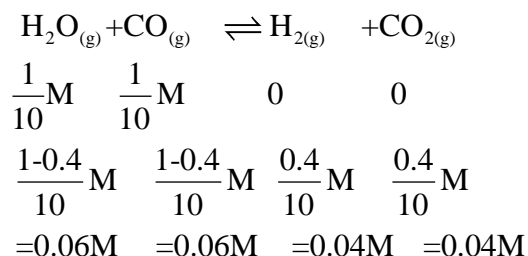 H₂O(g)+CO(g) ⇌ H₂(g) +CO₂(g)
1/10 M 1/10 M 0 0
1-0.4/10 M 1-0.4/10 M 0.4/10 M 0.4/10 M
=0.06M =0.06M =0.04M =0.04M